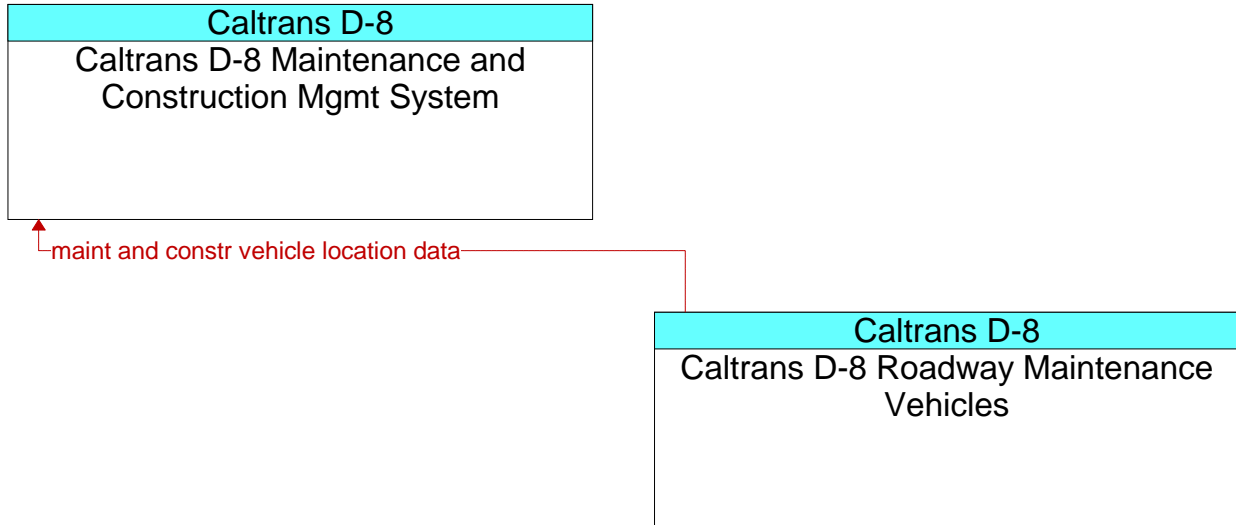 Caltrans D-8
Caltrans D-8 Maintenance and
Construction Mgmt System
maint and constr vehicle location data
Caltrans D-8
Caltrans D-8 Roadway Maintenance
Vehicles